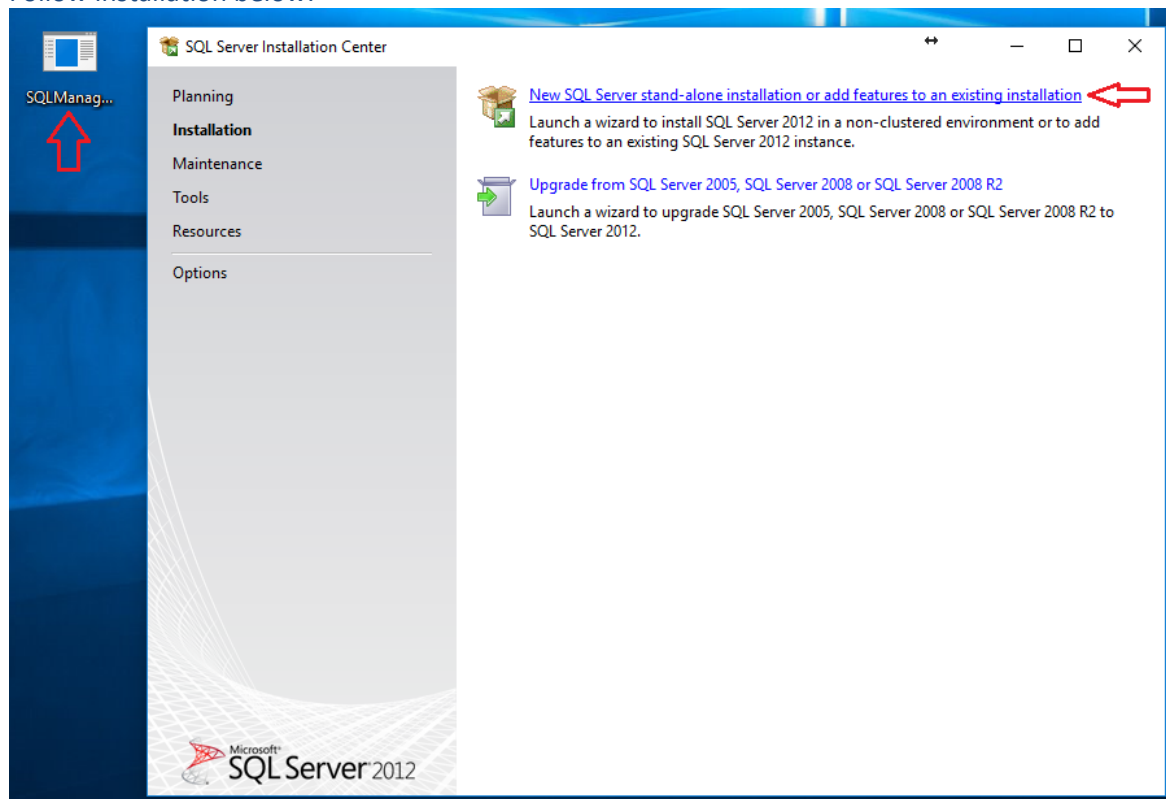 Follow installation below:
SQLManag...
SQL Server Installation Center
Planning
Installation
Maintenance
Tools
Resources
Options
New SQL Server stand-alone installation or add features to an existing installation
Launch a wizard to install SQL Server 2012 in a non-clustered environment or to add
features to an existing SQL Server 2012 instance.
Upgrade from SQL Server 2005, SQL Server 2008 or SQL Server 2008 R2
Launch a wizard to upgrade SQL Server 2005, SQL Server 2008 or SQL Server 2008 R2 to
SQL Server 2012.
Microsoft®
SQL Server 2012